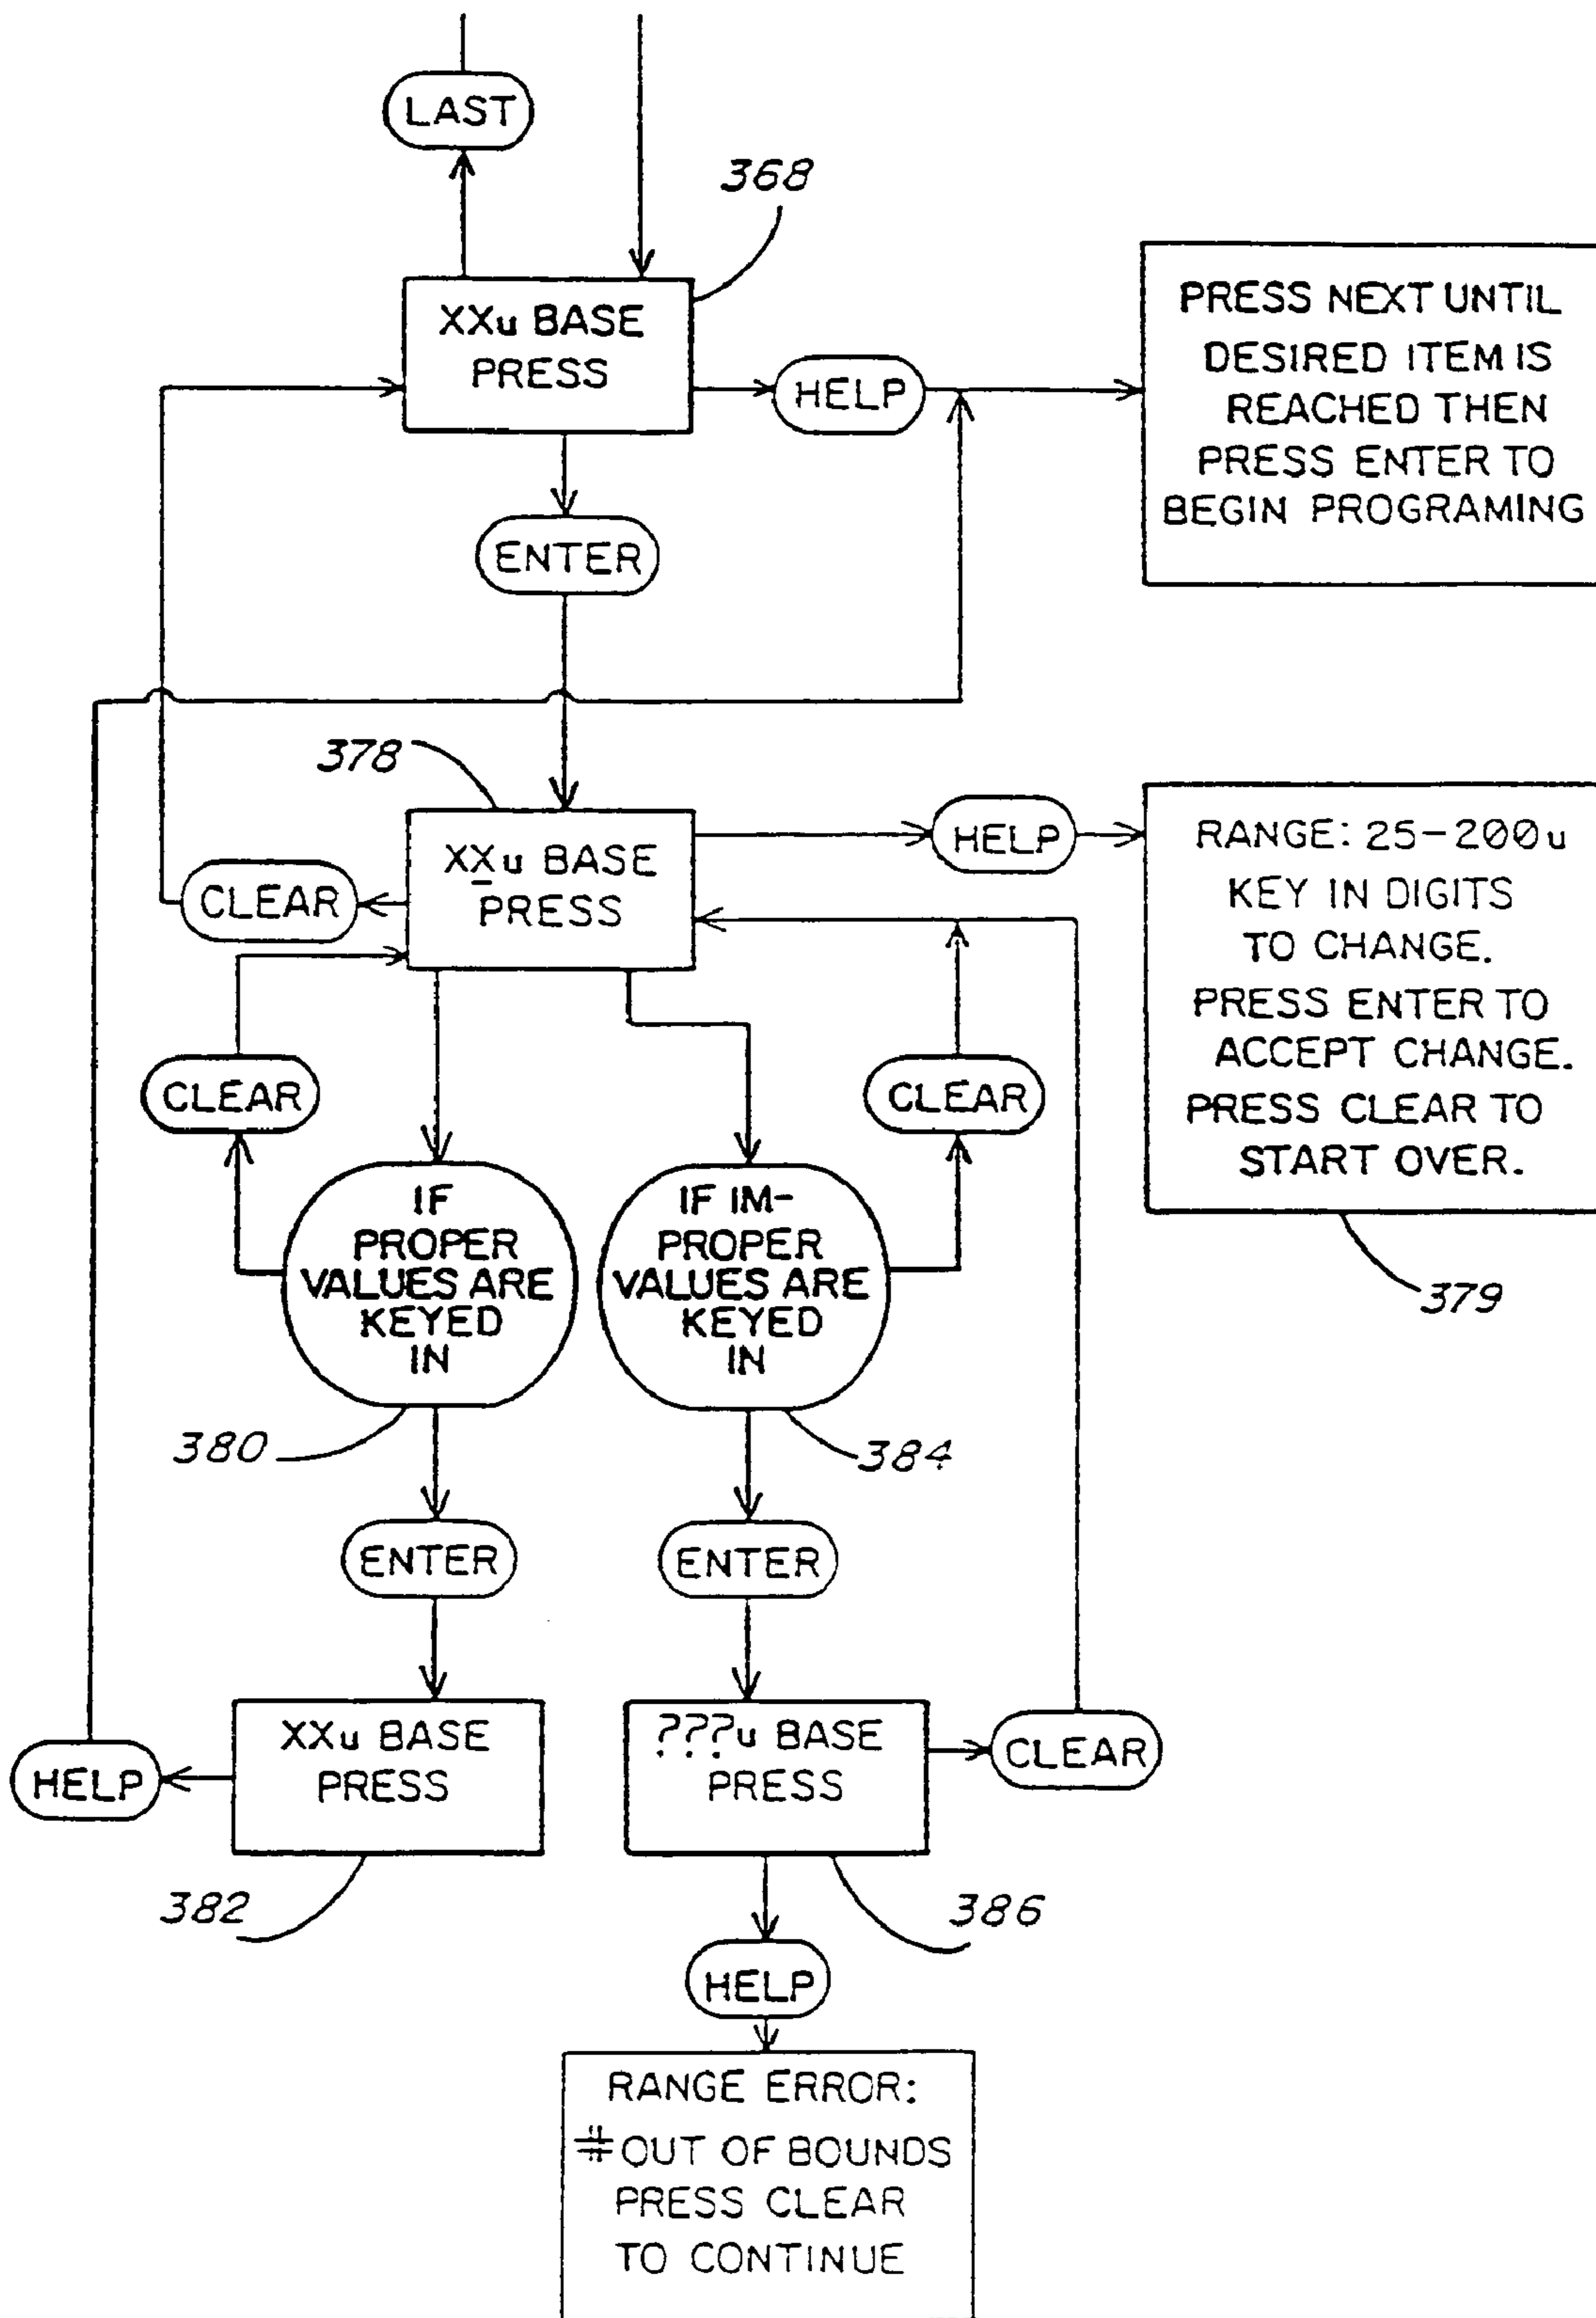 LAST
368
XXu BASE
PRESS
HELP
PRESS NEXT UNTIL
DESIRED ITEM IS
REACHED THEN
PRESS ENTER TO
BEGIN PROGRAMING
ENTER
378
XXu BASE
PRESS
HELP
RANGE: 25-200u
KEY IN DIGITS
TO CHANGE.
PRESS ENTER TO
ACCEPT CHANGE.
PRESS CLEAR TO
START OVER.
379
CLEAR
CLEAR
CLEAR
IF
PROPER
VALUES ARE
KEYED
IN
380
IF IM-
PROPER
VALUES ARE
KEYED
IN
384
ENTER
ENTER
XXu BASE
PRESS
HELP
382
???u BASE
PRESS
CLEAR
386
HELP
RANGE ERROR:
# OUT OF BOUNDS
PRESS CLEAR
TO CONTINUE